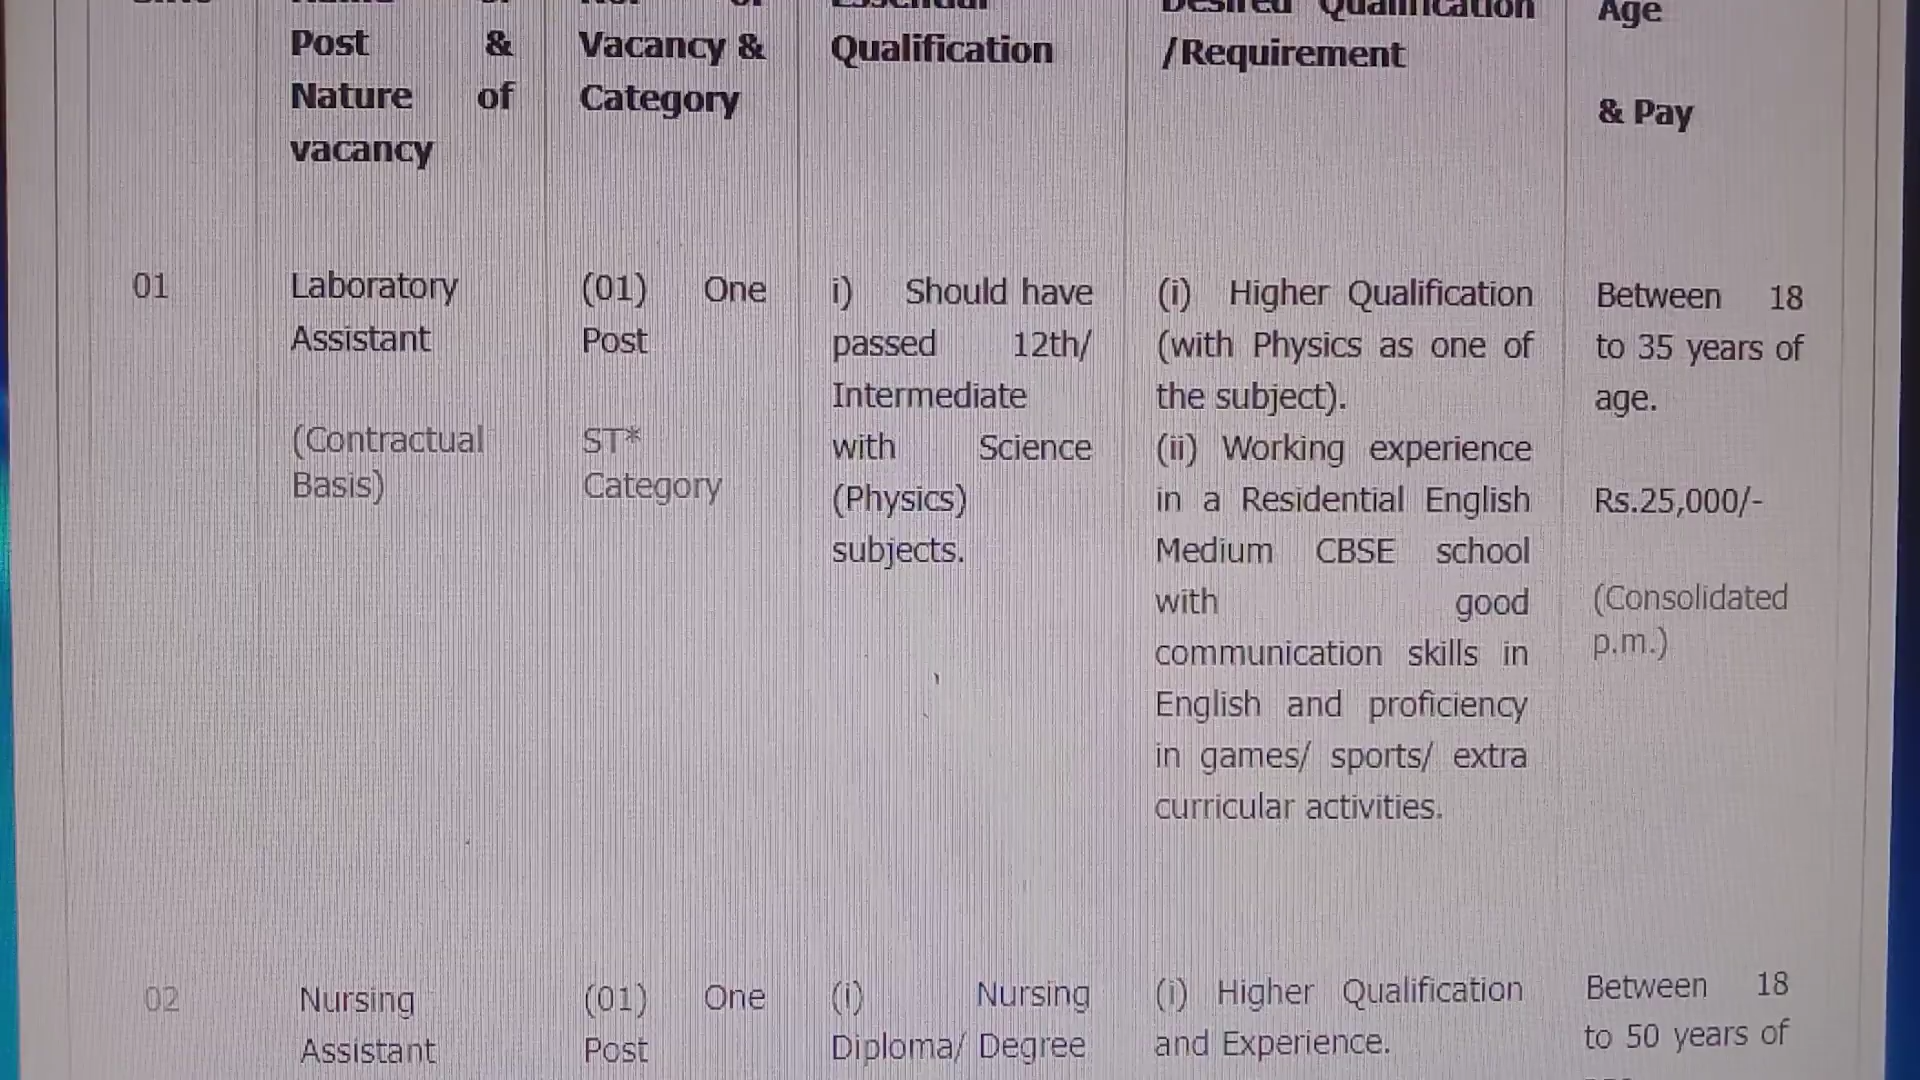 Post &
Nature of
vacancy
Vacancy &
Category
Essential
Qualification
Desired Qualification
/Requirement
Age
& Pay
01
Laboratory
Assistant
(Contractual
Basis)
(01) One
Post
ST*
Category
i) Should have
passed 12th/
Intermediate
with Science
(Physics)
subjects.
(i) Higher Qualification
(with Physics as one of
the subject).
(ii) Working experience
in a Residential English
Medium CBSE school
with good
communication skills in
English and proficiency
in games/ sports/ extra
curricular activities.
Between 18
to 35 years of
age.
Rs.25,000/-
(Consolidated
p.m.)
02
Nursing
Assistant
(01) One
Post
(i) Nursing
Diploma/ Degree
(i) Higher Qualification
and Experience.
Between 18
to 50 years of